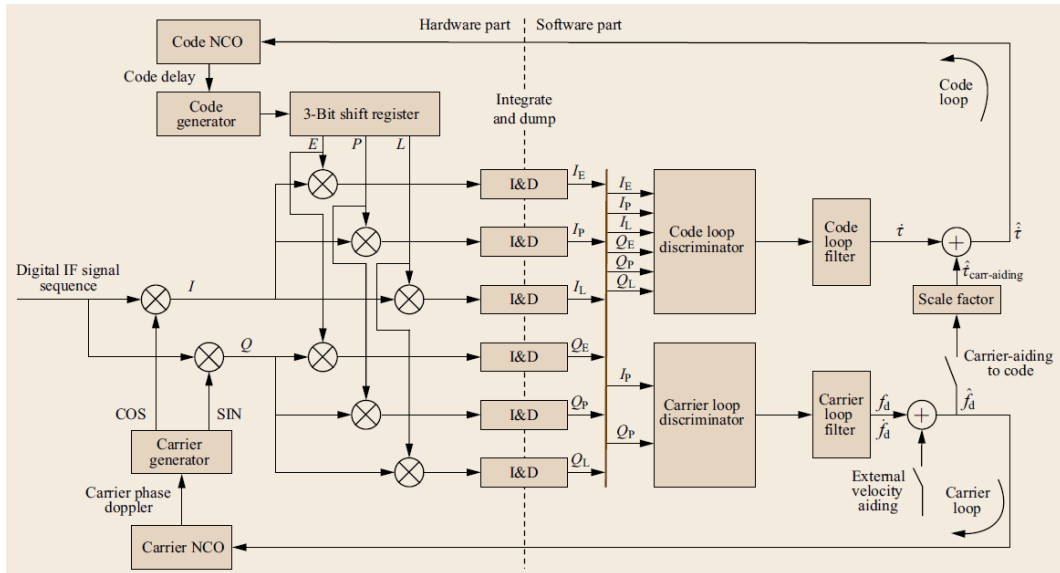 Hardware part
Software part
Code NCO
Code delay
Code
generator
3-Bit shift register
E
P
L
Integrate
and dump
Code
loop
I&D
I_E
I&D
I_P
I&D
I_L
I&D
Q_E
I&D
Q_P
I&D
Q_L
I_E
I_P
I_L
Q_E
Q_P
Q_L
Code loop
discriminator
Code
loop
filter
τ̇
+
τ̇̂
τ̇̂_carr-aiding
Scale factor
Carrier-aiding
to code
Digital IF signal
sequence
I
Q
COS
SIN
Carrier
generator
Carrier phase
doppler
Carrier NCO
I_P
Q_P
Carrier loop
discriminator
Carrier
loop
filter
f_d
ḟ_d
+
f̂_d
External
velocity
aiding
Carrier
loop